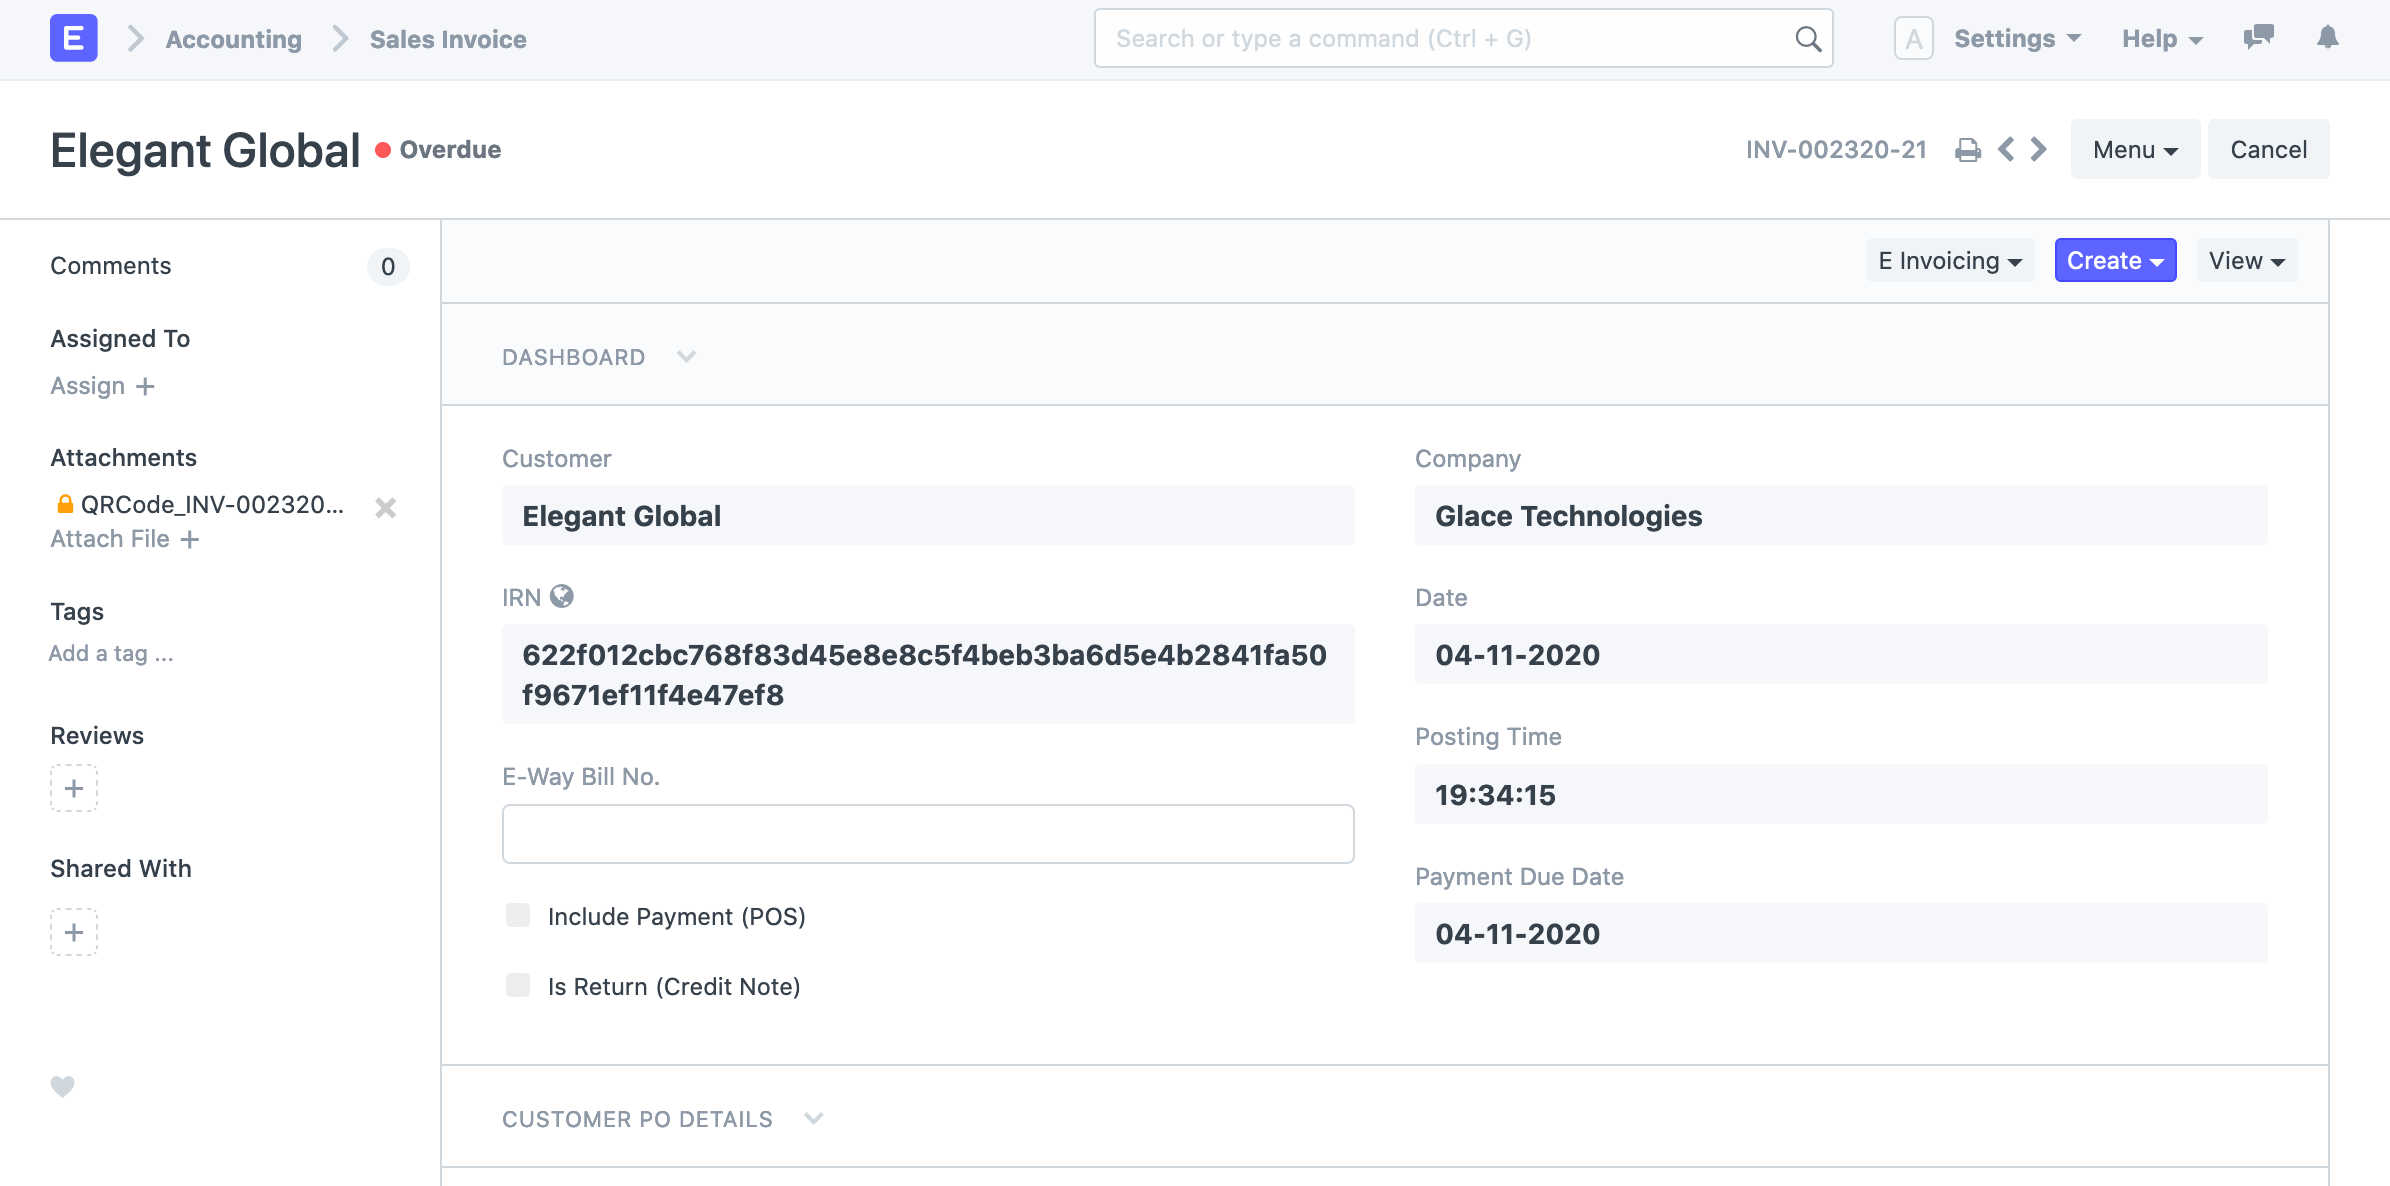 E Accounting Sales Invoice Search or type a command (Ctrl + G) A Settings Help
Elegant Global Overdue INV-002320-21 Menu Cancel
Comments 0
Assigned To
Assign +
Attachments
QRCode_INV-002320...
Attach File +
Tags
Add a tag ...
Reviews
+
Shared With
+
E Invoicing Create View
DASHBOARD
Customer
Elegant Global
IRN
622f012cbc768f83d45e8e8c5f4beb3ba6d5e4b2841fa50
f9671ef11f4e47ef8
E-Way Bill No.
Include Payment (POS)
Is Return (Credit Note)
Company
Glace Technologies
Date
04-11-2020
Posting Time
19:34:15
Payment Due Date
04-11-2020
CUSTOMER PO DETAILS